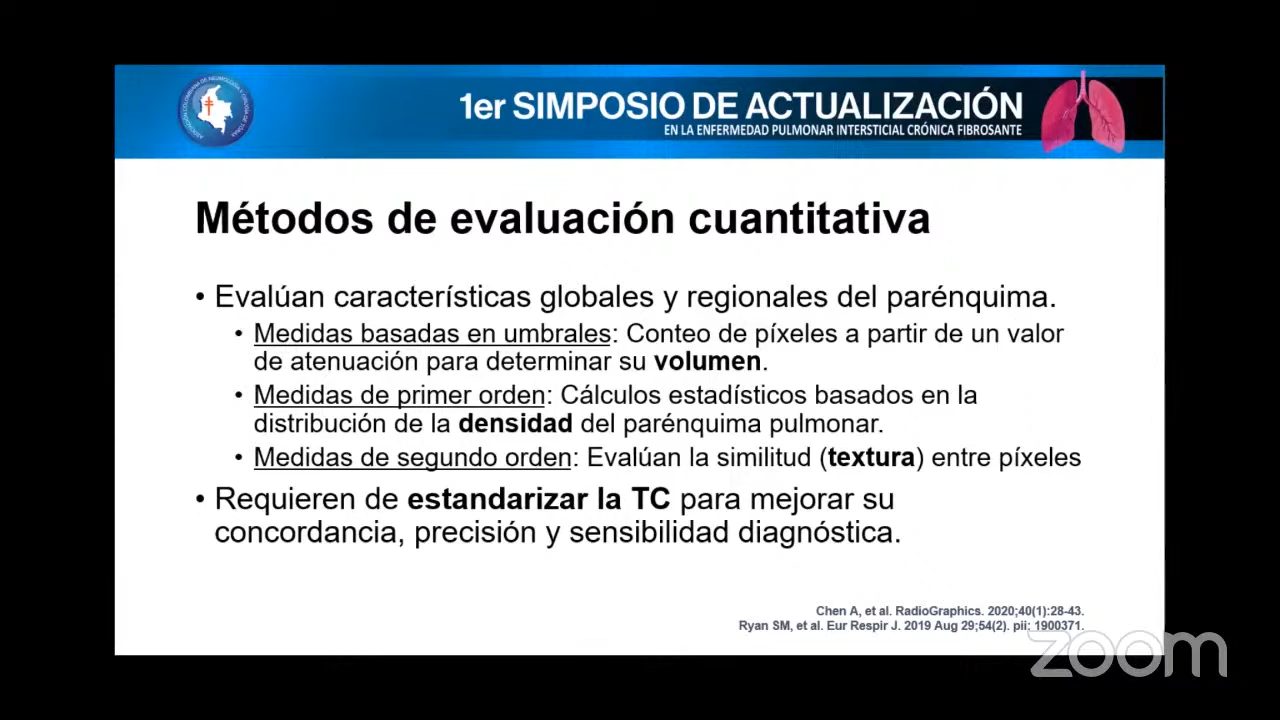 1er SIMPOSIO DE ACTUALIZACIÓN
EN LA ENFERMEDAD PULMONAR INTERSTICIAL CRÓNICA FIBROSANTE
Métodos de evaluación cuantitativa
• Evalúan características globales y regionales del parénquima.
• Medidas basadas en umbrales: Conteo de píxeles a partir de un valor
de atenuación para determinar su volumen.
• Medidas de primer orden: Cálculos estadísticos basados en la
distribución de la densidad del parénquima pulmonar.
• Medidas de segundo orden: Evalúan la similitud (textura) entre píxeles
• Requieren de estandarizar la TC para mejorar su
concordancia, precisión y sensibilidad diagnóstica.
Chen A, et al. RadioGraphics. 2020;40(1):28-43.
Ryan SM, et al. Eur Respir J. 2019 Aug 29;54(2). pii: 1900371.
zoom